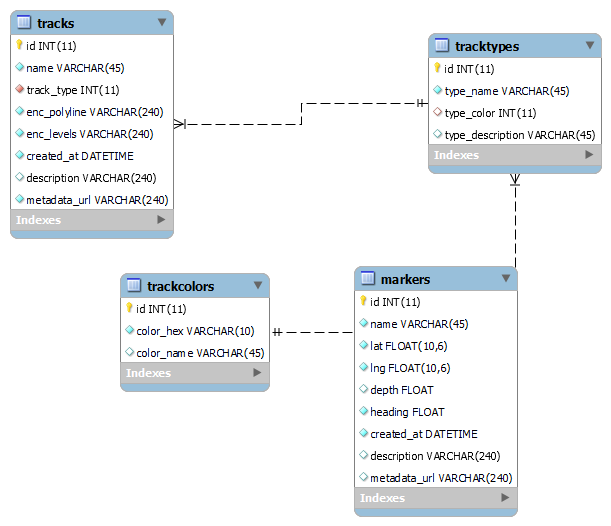 tracks
id INT(11)
name VARCHAR(45)
track_type INT(11)
enc_polyline VARCHAR(240)
enc_levels VARCHAR(240)
created_at DATETIME
description VARCHAR(240)
metadata_url VARCHAR(240)
Indexes
tracktypes
id INT(11)
type_name VARCHAR(45)
type_color INT(11)
type_description VARCHAR(45)
Indexes
trackcolors
id INT(11)
color_hex VARCHAR(10)
color_name VARCHAR(45)
Indexes
markers
id INT(11)
name VARCHAR(45)
lat FLOAT(10,6)
lng FLOAT(10,6)
depth FLOAT
heading FLOAT
created_at DATETIME
description VARCHAR(240)
metadata_url VARCHAR(240)
Indexes